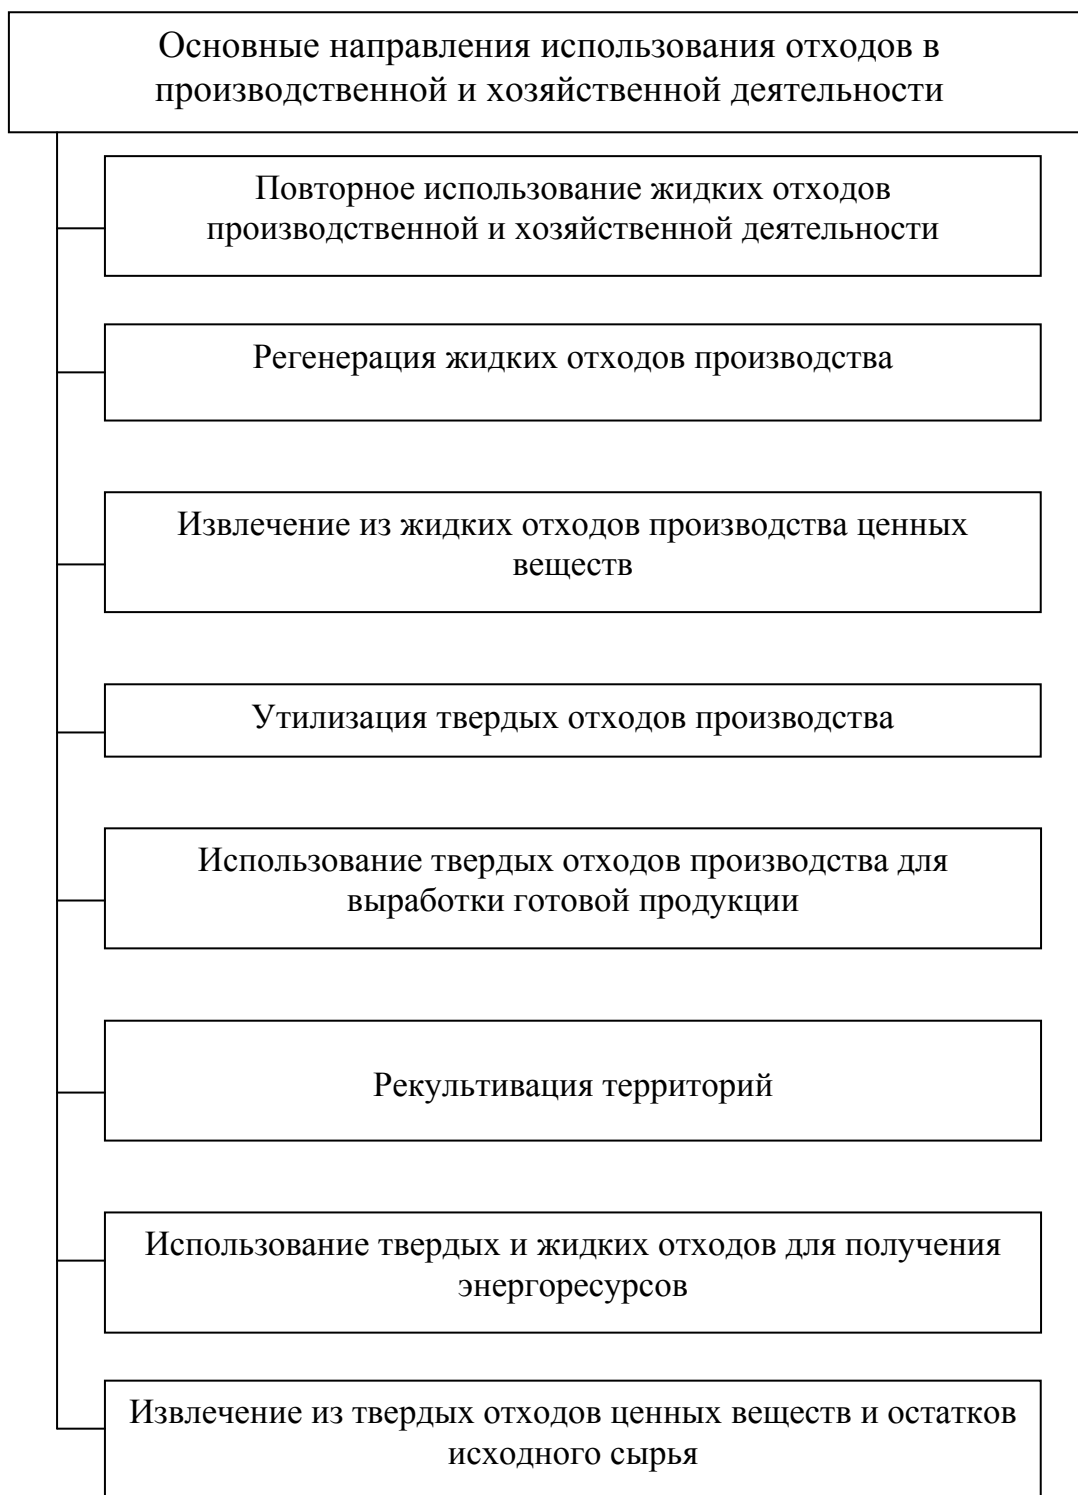 Основные направления использования отходов в
производственной и хозяйственной деятельности
Повторное использование жидких отходов
производственной и хозяйственной деятельности
Регенерация жидких отходов производства
Извлечение из жидких отходов производства ценных
веществ
Утилизация твердых отходов производства
Использование твердых отходов производства для
выработки готовой продукции
Рекультивация территорий
Использование твердых и жидких отходов для получения
энергоресурсов
Извлечение из твердых отходов ценных веществ и остатков
исходного сырья